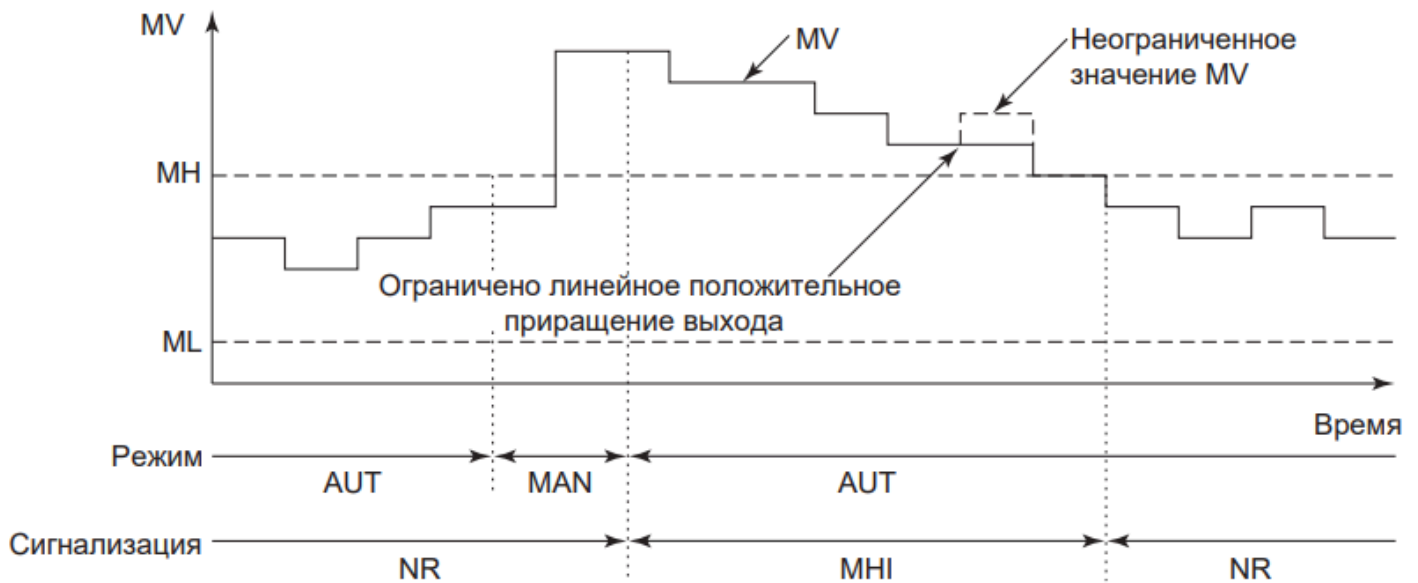 MV
MV
Неограниченное
значение MV
MH
Ограничено линейное положительное
приращение выхода
ML
Время
Режим
AUT
MAN
AUT
Сигнализация
NR
MHI
NR